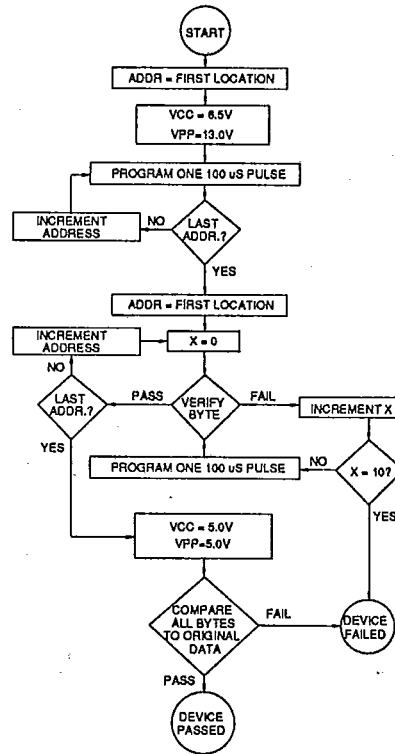 START
ADDR = FIRST LOCATION
VCC = 6.5V
VPP=13.0V
PROGRAM ONE 100 uS PULSE
INCREMENT
ADDRESS
NO
LAST
ADDR.?
YES
ADDR = FIRST LOCATION
INCREMENT
ADDRESS
X = 0
NO
LAST
ADDR.?
PASS
VERIFY
BYTE
FAIL
INCREMENT X
YES
PROGRAM ONE 100 uS PULSE
NO
X = 10?
YES
VCC = 5.0V
VPP=5.0V
COMPARE
ALL BYTES
TO ORIGINAL
DATA
FAIL
DEVICE
FAILED
PASS
DEVICE
PASSED